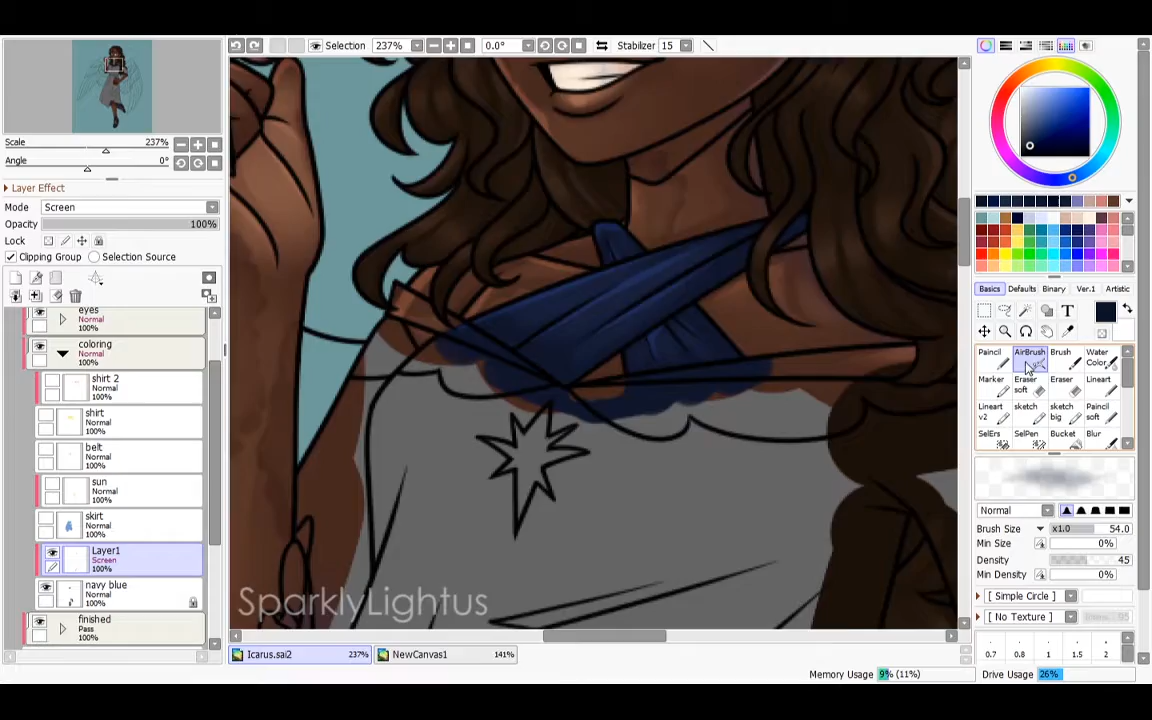 Selection 237% 0.0° Stabilizer 15
Scale 237%
Angle 0°
Layer Effect
Mode Screen
Opacity 100%
Lock
Clipping Group Selection Source
eyes
Normal
100%
coloring
Normal
100%
shirt 2
Normal
100%
shirt
Normal
100%
belt
Normal
100%
sun
Normal
100%
skirt
Normal
100%
Layer1
Screen
100%
navy blue
Normal
100%
finished
Pass
100%
SparklyLightus
Icarus.sai2 237% NewCanvas1 141%
Memory Usage 9% (11%) Drive Usage 26%
Basics Defaults Binary Ver.1 Artistic
T
Pencil AirBrush Brush Water Color
Marker Eraser soft Eraser Lineart
Lineart v2 sketch sketch big Pencil soft
SelErs SelPen Bucket Blur
Normal
Brush Size x1.0 54.0
Min Size 0%
Density 45
Min Density 0%
[ Simple Circle ]
[ No Texture ]
0.7 0.8 1 1.5 2